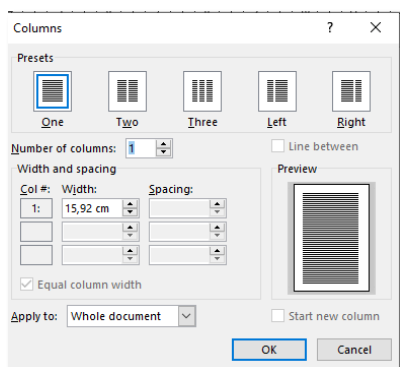 Columns ? ×
Presets
One Two Three Left Right
Number of columns: 1 Line between
Width and spacing Preview
Col #: Width: Spacing:
1: 15,92 cm
Equal column width
Apply to: Whole document Start new column
OK Cancel